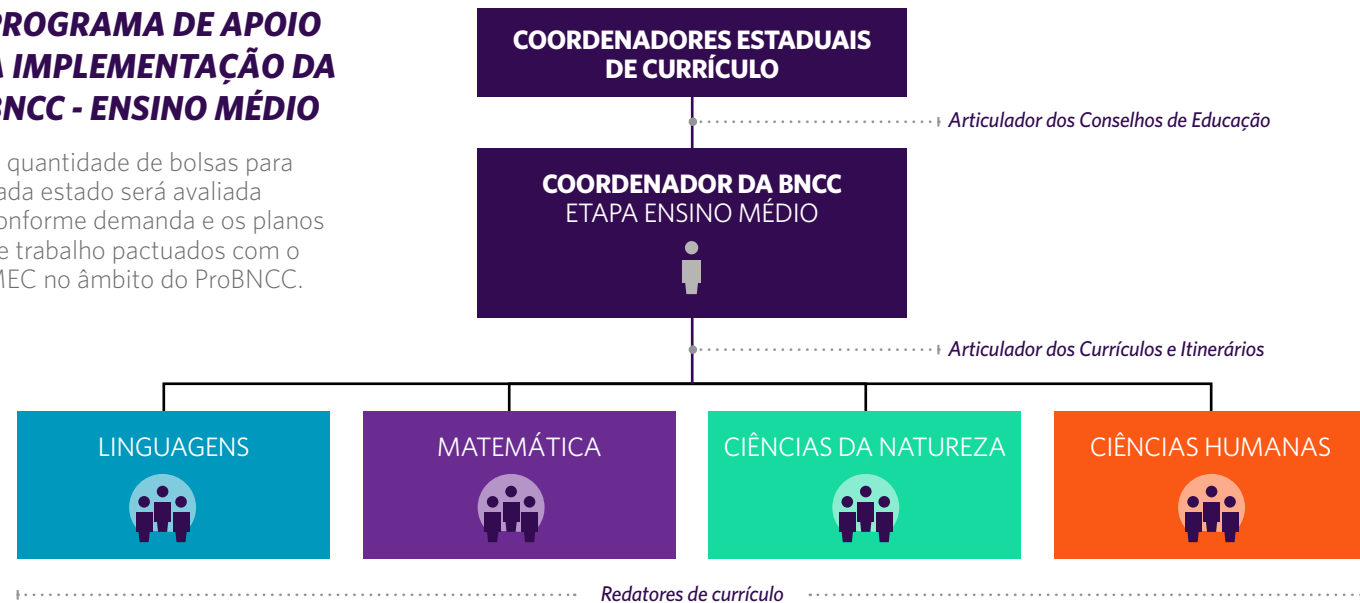 PROGRAMA DE APOIO
À IMPLEMENTAÇÃO DA
BNCC - ENSINO MÉDIO
quantidade de bolsas para
cada estado será avaliada
conforme demanda e os planos
de trabalho pactuados com o
MEC no âmbito do ProBNCC.
COORDENADORES ESTADUAIS
DE CURRÍCULO
Articulador dos Conselhos de Educação
COORDENADOR DA BNCC
ETAPA ENSINO MÉDIO
Articulador dos Currículos e Itinerários
LINGUAGENS
MATEMÁTICA
CIÊNCIAS DA NATUREZA
CIÊNCIAS HUMANAS
Redatores de currículo